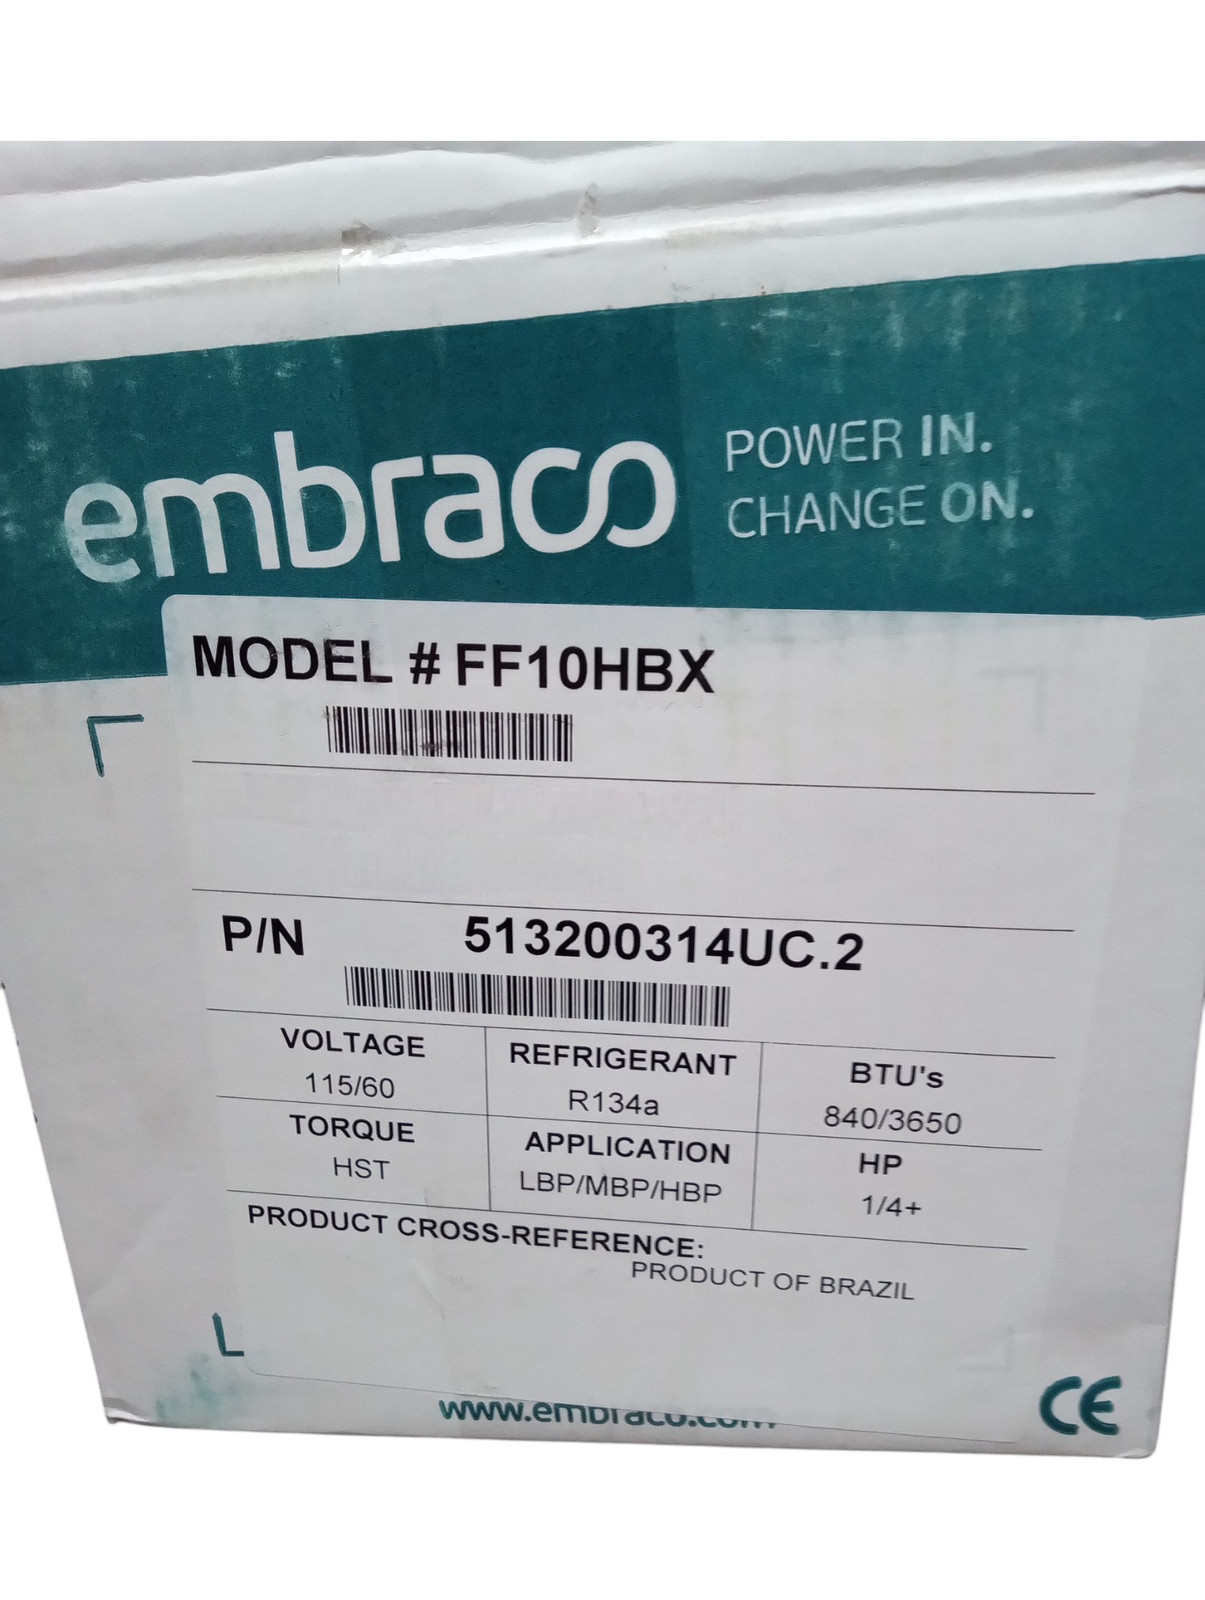 embraco
POWER IN.
CHANGE ON.
MODEL # FF10HBX
P/N 513200314UC.2
VOLTAGE
115/60
REFRIGERANT
R134a
BTU's
840/3650
TORQUE
HST
APPLICATION
LBP/MBP/HBP
HP
1/4+
PRODUCT CROSS-REFERENCE:
PRODUCT OF BRAZIL
www.embraco.com
CE